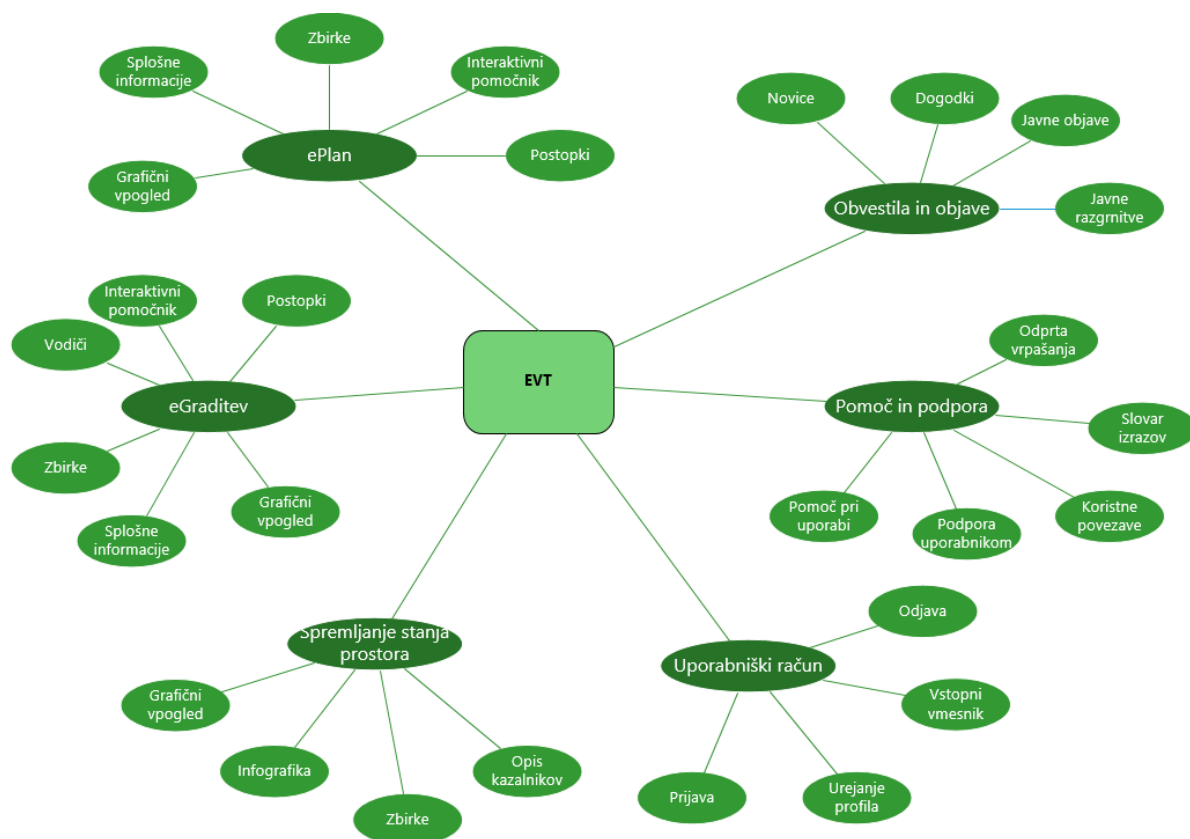 Zbirke
Splošne
informacije
Interaktivni
pomočnik
ePlan
Postopki
Grafični
vpogled
Novice
Dogodki
Javne objave
Obvestila in objave
Javne
razgrnitve
Interaktivni
pomočnik
Postopki
Vodiči
eGraditev
Zbirke
Splošne
informacije
Grafični
vpogled
EVT
Odprta
vrpašanja
Pomoč in podpora
Slovar
izrazov
Pomoč pri
uporabi
Podpora
uporabnikom
Koristne
povezave
Spremljanje stanja
prostora
Grafični
vpogled
Infografika
Zbirke
Opis
kazalnikov
Odjava
Uporabniški račun
Vstopni
vmesnik
Prijava
Urejanje
profila